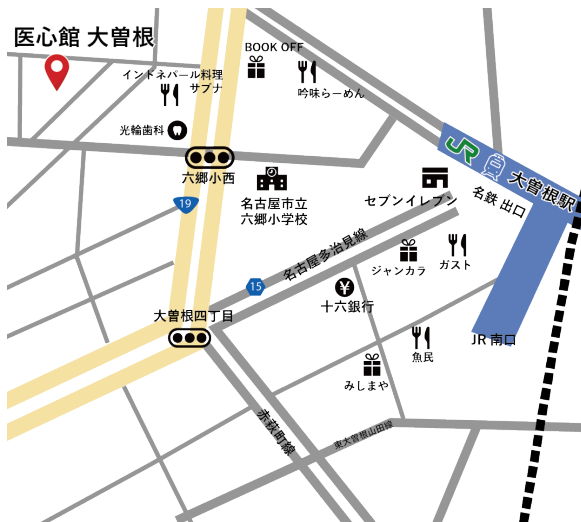 医心館 大曽根
BOOK OFF
インドネパール料理
サプナ
吟味らーめん
光輪歯科
六郷小西
名古屋市立
六郷小学校
19
JR
大曽根駅
名鉄 出口
セブンイレブン
名古屋多治見線
15
ジャンカラ
ガスト
十六銀行
大曽根四丁目
JR 南口
魚民
みしまや
赤萩町線
東大曽根山田線